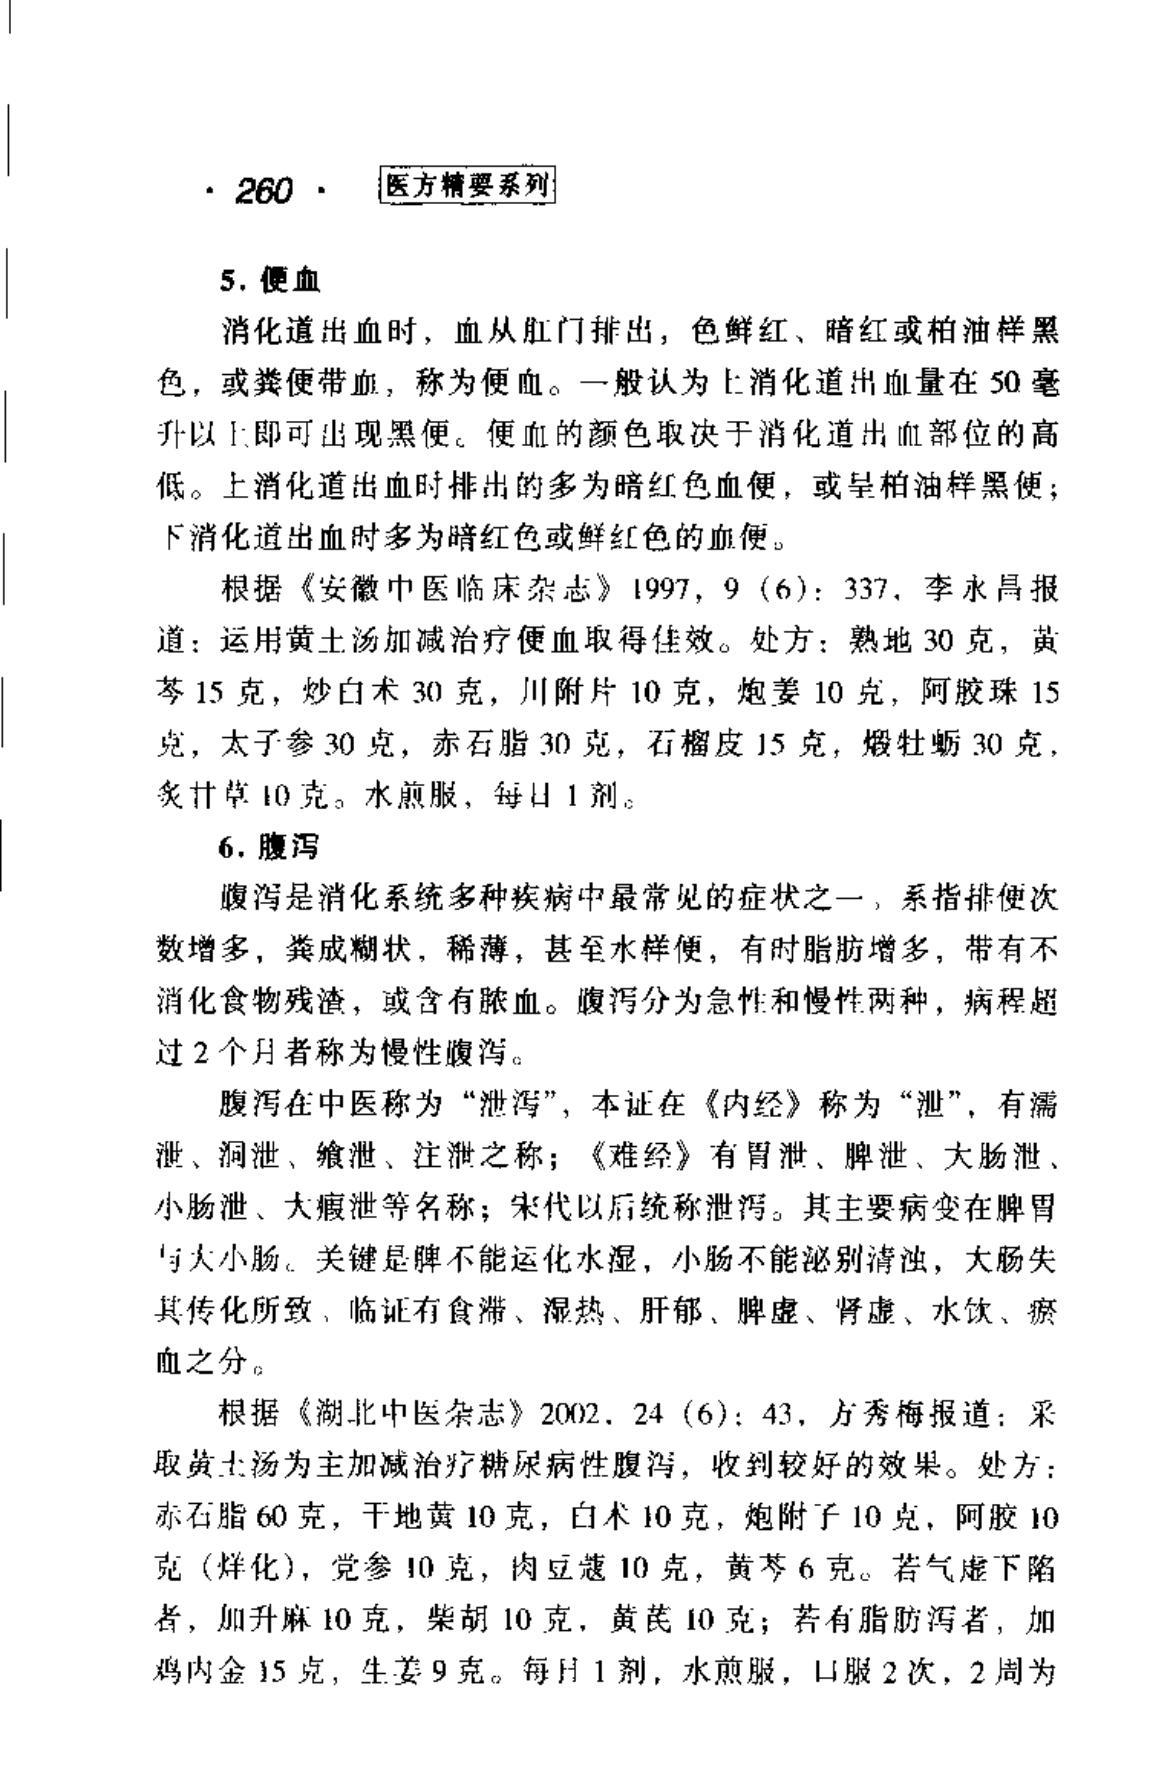 · 260 · 医方精要系列
5. 便血
消化道出血时，血从肛门排出，色鲜红、暗红或柏油样黑
色，或粪便带血，称为便血。一般认为上消化道出血量在 50 毫
升以上即可出现黑便。便血的颜色取决于消化道出血部位的高
低。上消化道出血时排出的多为暗红色血便，或呈柏油样黑便；
下消化道出血时多为暗红色或鲜红色的血便。
根据《安徽中医临床杂志》1997，9（6）：337，李永昌报
道：运用黄土汤加减治疗便血取得佳效。处方：熟地 30 克，黄
芩 15 克，炒白术 30 克，川附片 10 克，炮姜 10 克，阿胶珠 15
克，太子参 30 克，赤石脂 30 克，石榴皮 15 克，煅牡蛎 30 克，
炙甘草 10 克。水煎服，每日 1 剂。
6. 腹泻
腹泻是消化系统多种疾病中最常见的症状之一，系指排便次
数增多，粪成糊状，稀薄，甚至水样便，有时脂肪增多，带有不
消化食物残渣，或含有脓血。腹泻分为急性和慢性两种，病程超
过 2 个月者称为慢性腹泻。
腹泻在中医称为“泄泻”，本证在《内经》称为“泄”，有濡
泄、洞泄、飧泄、注泄之称；《难经》有胃泄、脾泄、大肠泄、
小肠泄、大瘕泄等名称；宋代以后统称泄泻。其主要病变在脾胃
与大小肠。关键是脾不能运化水湿，小肠不能泌别清浊，大肠失
其传化所致，临证有食滞、湿热、肝郁、脾虚、肾虚、水饮、瘀
血之分。
根据《湖北中医杂志》2002，24（6）：43，方秀梅报道：采
取黄土汤为主加减治疗糖尿病性腹泻，收到较好的效果。处方：
赤石脂 60 克，干地黄 10 克，白术 10 克，炮附子 10 克，阿胶 10
克（烊化），党参 10 克，肉豆蔻 10 克，黄芩 6 克。若气虚下陷
者，加升麻 10 克，柴胡 10 克，黄芪 10 克；若有脂肪泻者，加
鸡内金 15 克，生姜 9 克。每日 1 剂，水煎服，日服 2 次，2 周为